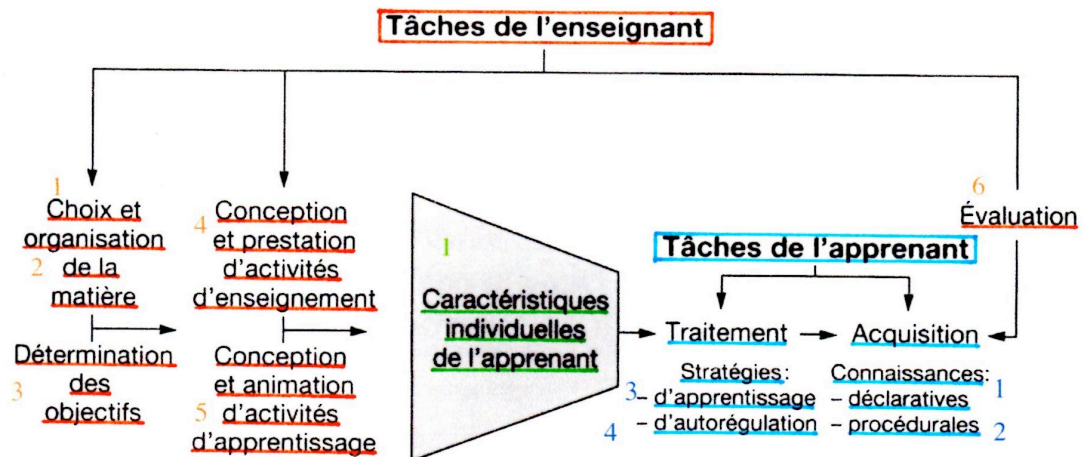 Tâches de l'enseignant
1
Choix et
organisation
2
de la
matière
Détermination
3
des
objectifs
4
Conception
et prestation
d'activités
d'enseignement
Conception
et animation
5
d'activités
d'apprentissage
1
Caractéristiques
individuelles
de l'apprenant
6
Évaluation
Tâches de l'apprenant
Traitement
Stratégies:
3
– d'apprentissage
4
– d'autorégulation
Acquisition
Connaissances:
1
– déclaratives
– procédurales
2